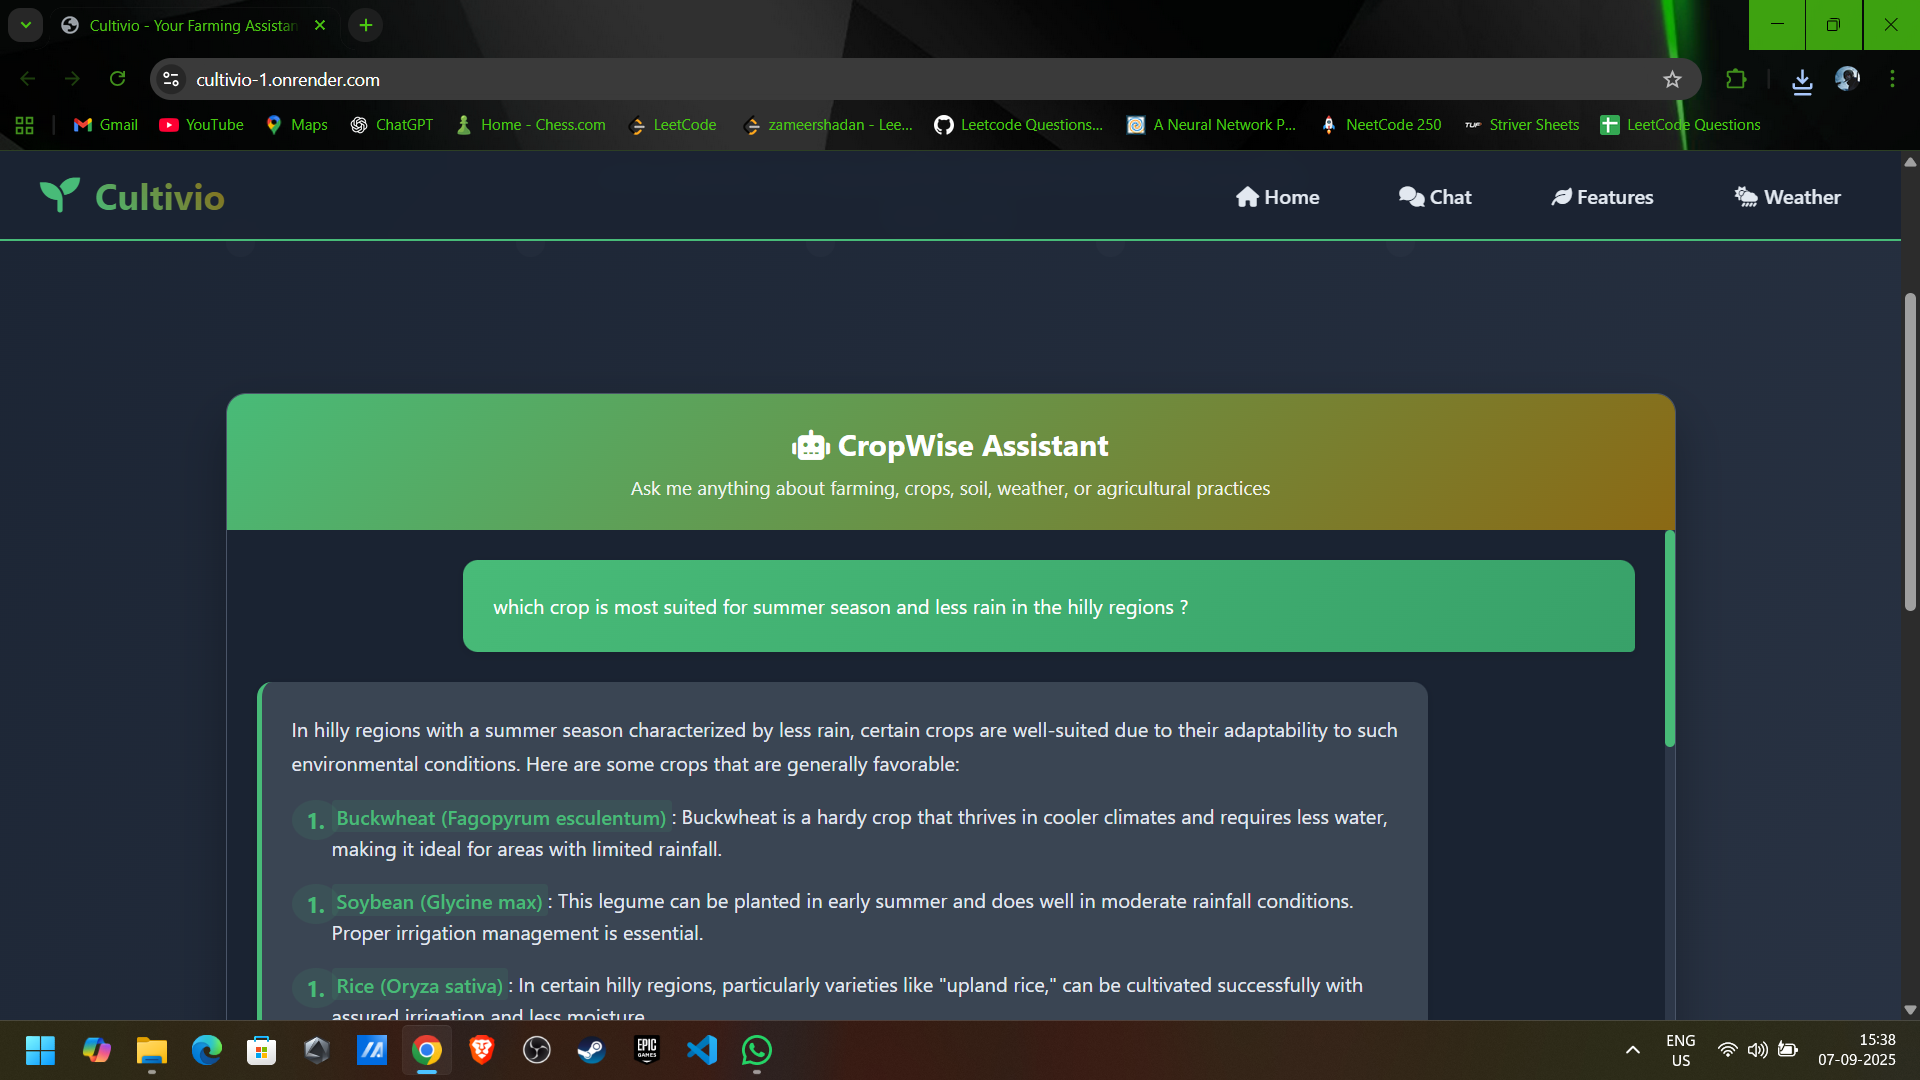 Cultivio - Your Farming Assistan
cultivio-1.onrender.com
Gmail
YouTube
Maps
ChatGPT
Home - Chess.com
LeetCode
zameershadan - Lee...
Leetcode Questions...
A Neural Network P...
NeetCode 250
TUF
Striver Sheets
LeetCode Questions
Cultivio
Home
Chat
Features
Weather
CropWise Assistant
Ask me anything about farming, crops, soil, weather, or agricultural practices
which crop is most suited for summer season and less rain in the hilly regions ?
In hilly regions with a summer season characterized by less rain, certain crops are well-suited due to their adaptability to such
environmental conditions. Here are some crops that are generally favorable:
1. Buckwheat (Fagopyrum esculentum) : Buckwheat is a hardy crop that thrives in cooler climates and requires less water,
making it ideal for areas with limited rainfall.
1. Soybean (Glycine max) : This legume can be planted in early summer and does well in moderate rainfall conditions.
Proper irrigation management is essential.
1. Rice (Oryza sativa) : In certain hilly regions, particularly varieties like "upland rice," can be cultivated successfully with
assured irrigation and less moisture.
EPIC
GAMES
ENG
US
15:38
07-09-2025